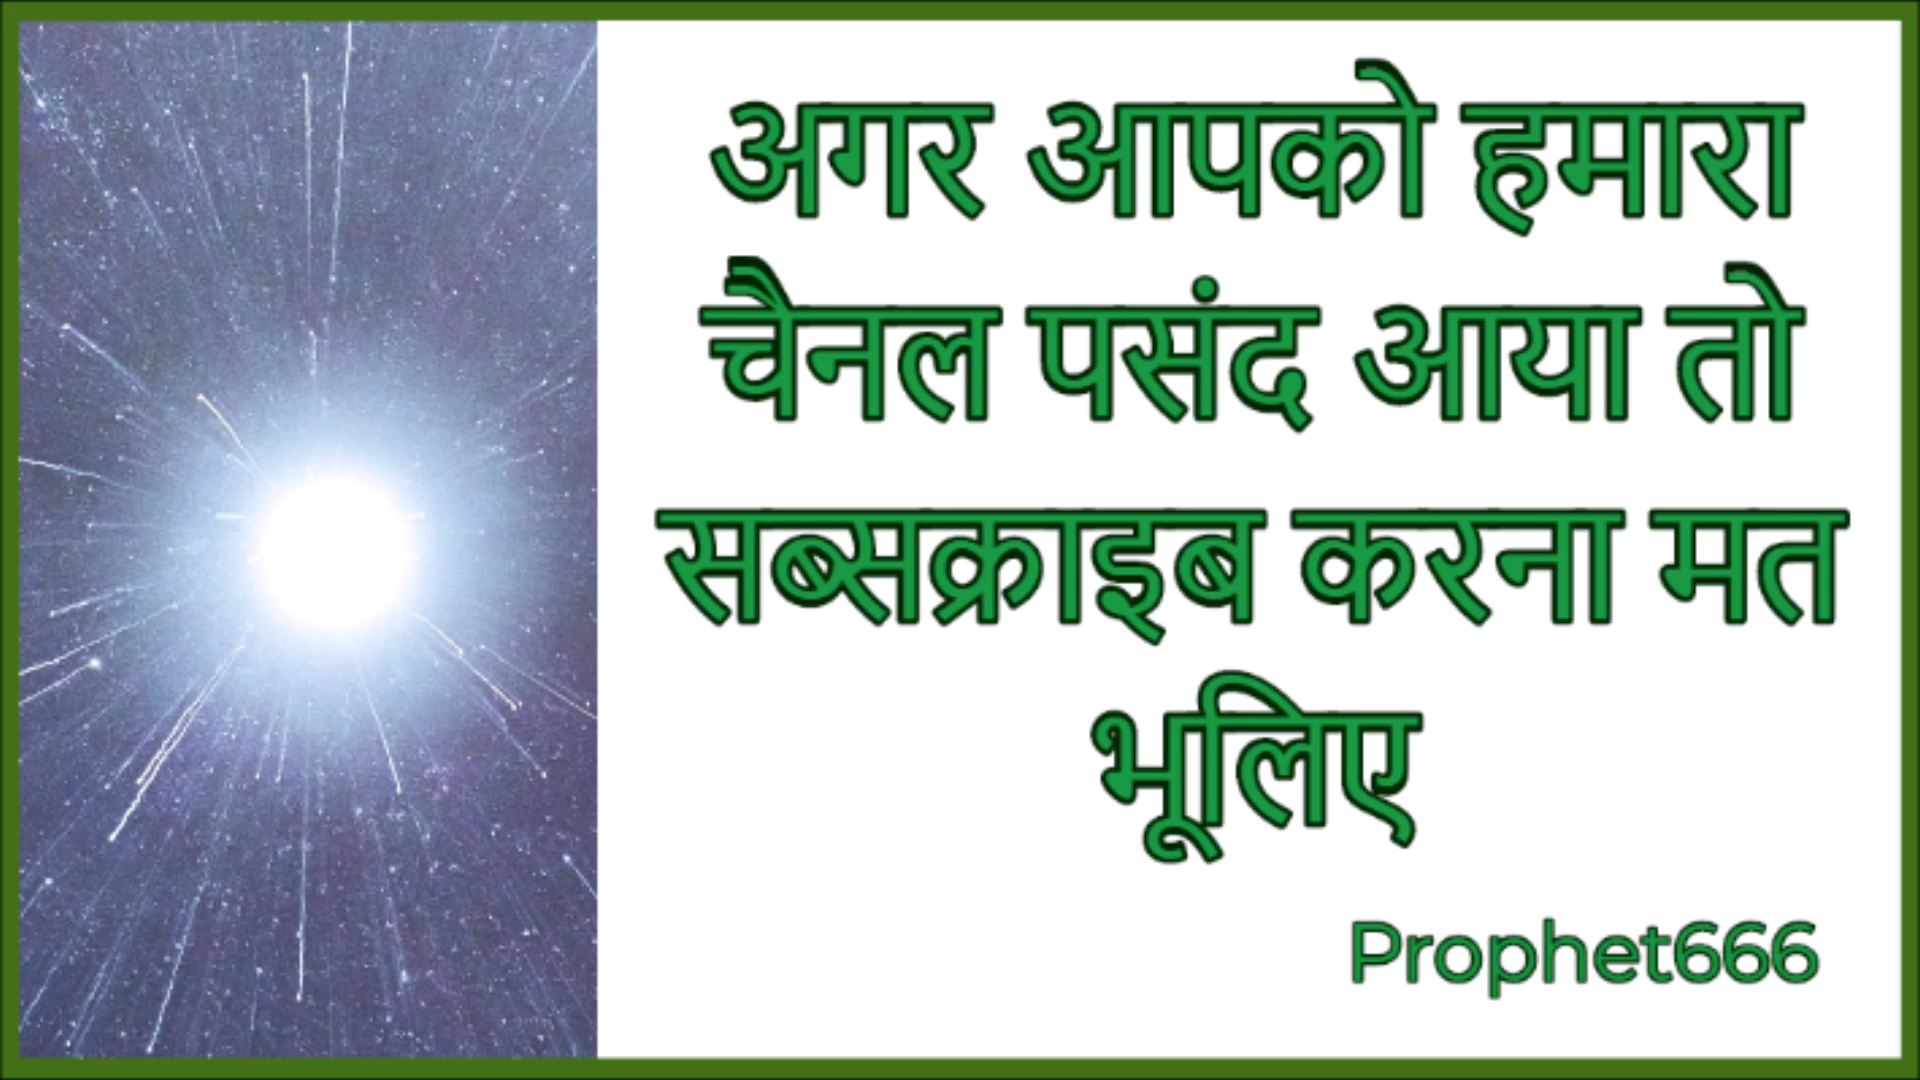 अगर आपको हमारा
चैनल पसंद आया तो
सब्सक्राइब करना मत
भूलिए
Prophet666